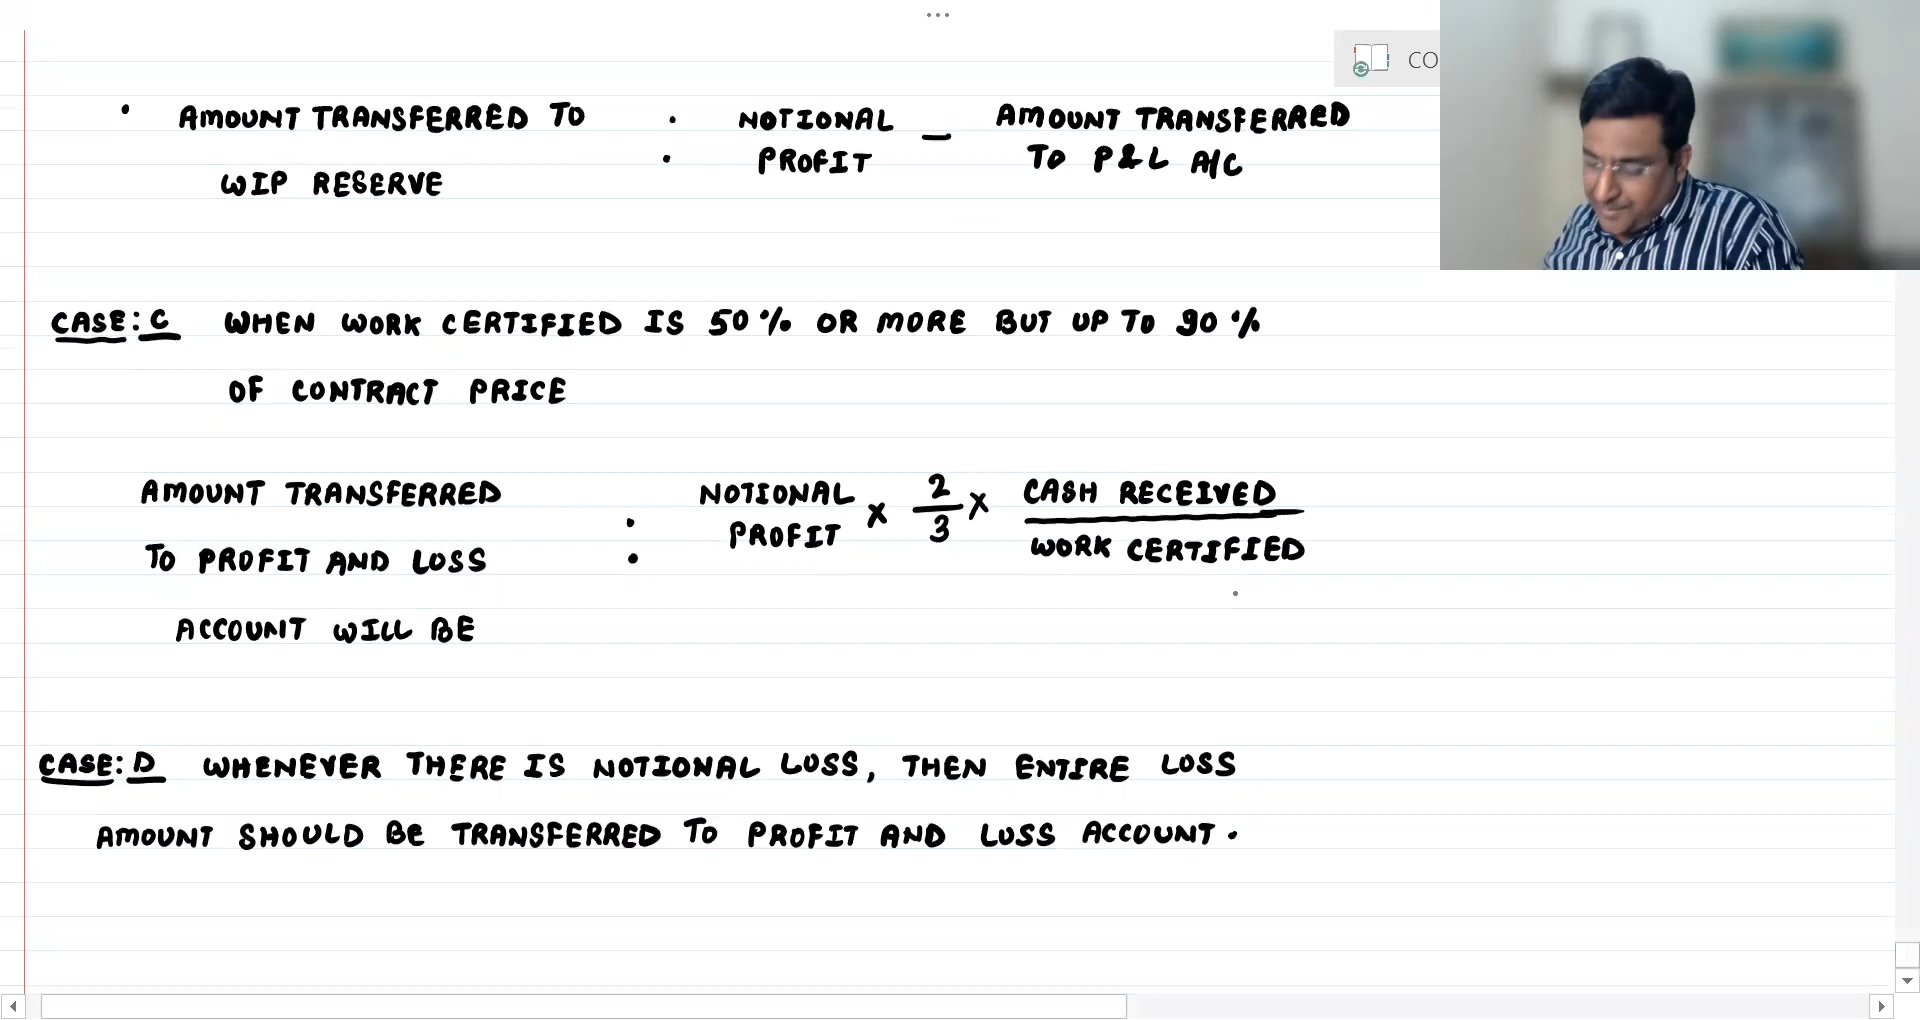 ...
CO
• AMOUNT TRANSFERRED TO : NOTIONAL PROFIT – AMOUNT TRANSFERRED TO P&L A/C
WIP RESERVE
CASE: C WHEN WORK CERTIFIED IS 50% OR MORE BUT UP TO 90%
OF CONTRACT PRICE
AMOUNT TRANSFERRED
TO PROFIT AND LOSS
ACCOUNT WILL BE
: NOTIONAL PROFIT × 2/3 × CASH RECEIVED / WORK CERTIFIED
CASE: D WHENEVER THERE IS NOTIONAL LOSS, THEN ENTIRE LOSS
AMOUNT SHOULD BE TRANSFERRED TO PROFIT AND LOSS ACCOUNT.